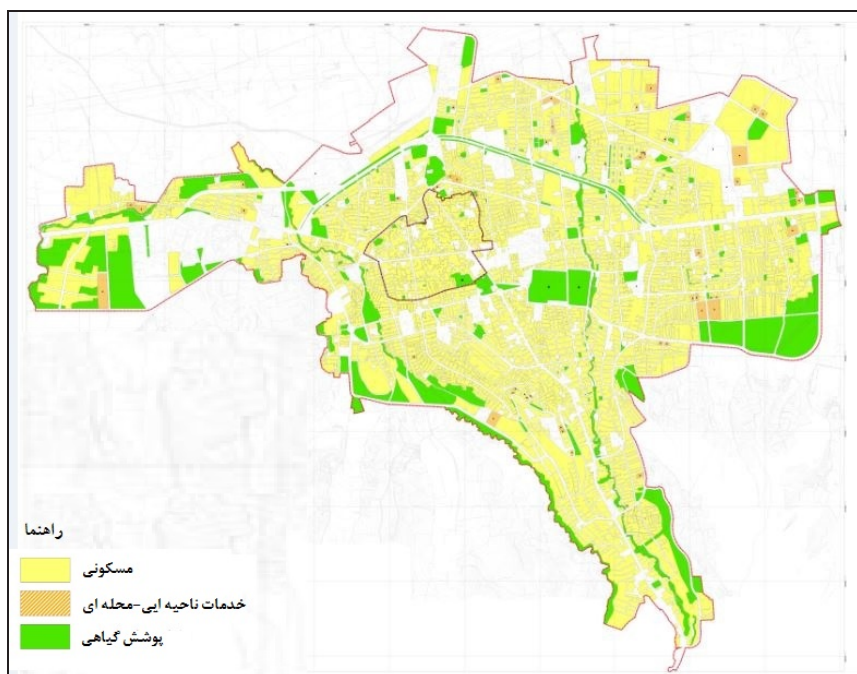 راهنما
مسکونی
خدمات ناحیه ایی-محله ای
پوشش گیاهی